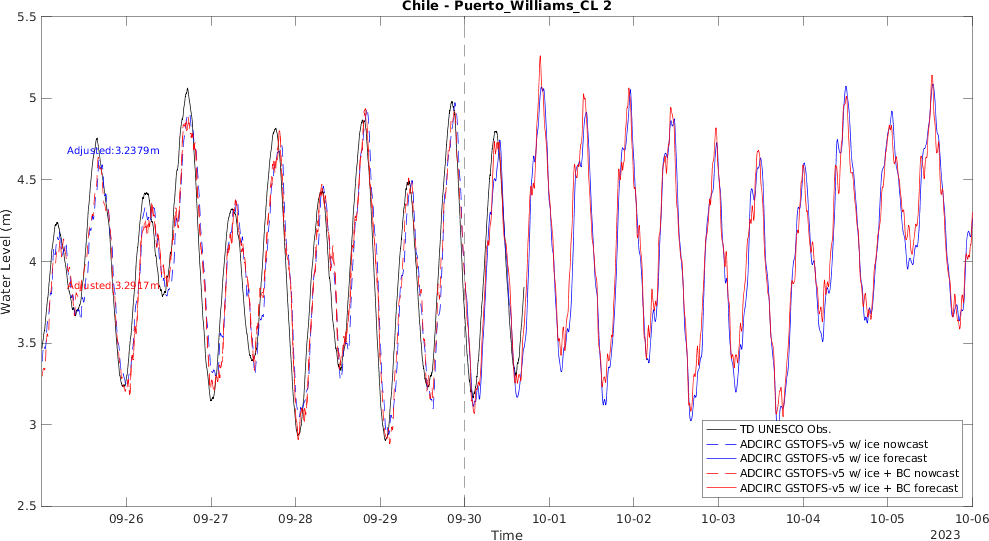 Chile - Puerto_Williams_CL 2
5.5
5
4.5
4
3.5
3
2.5
Water Level (m)
Adjusted:3.2379m
Adjusted:3.2917m
TD UNESCO Obs.
ADCIRC GSTOFS-v5 w/ ice nowcast
ADCIRC GSTOFS-v5 w/ ice forecast
ADCIRC GSTOFS-v5 w/ ice + BC nowcast
ADCIRC GSTOFS-v5 w/ ice + BC forecast
09-26 09-27 09-28 09-29 09-30 10-01 10-02 10-03 10-04 10-05 10-06
Time
2023